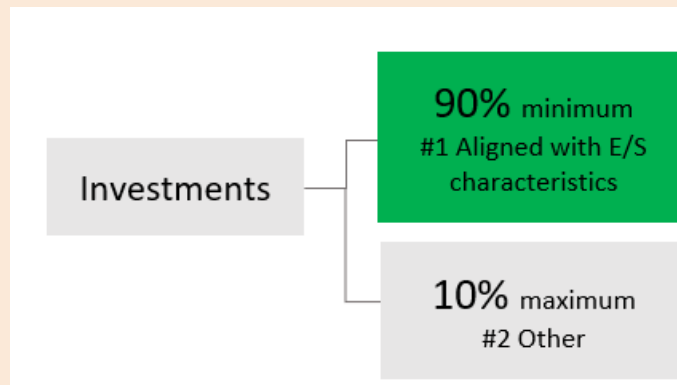 90% minimum
#1 Aligned with E/S
characteristics
Investments
10% maximum
#2 Other